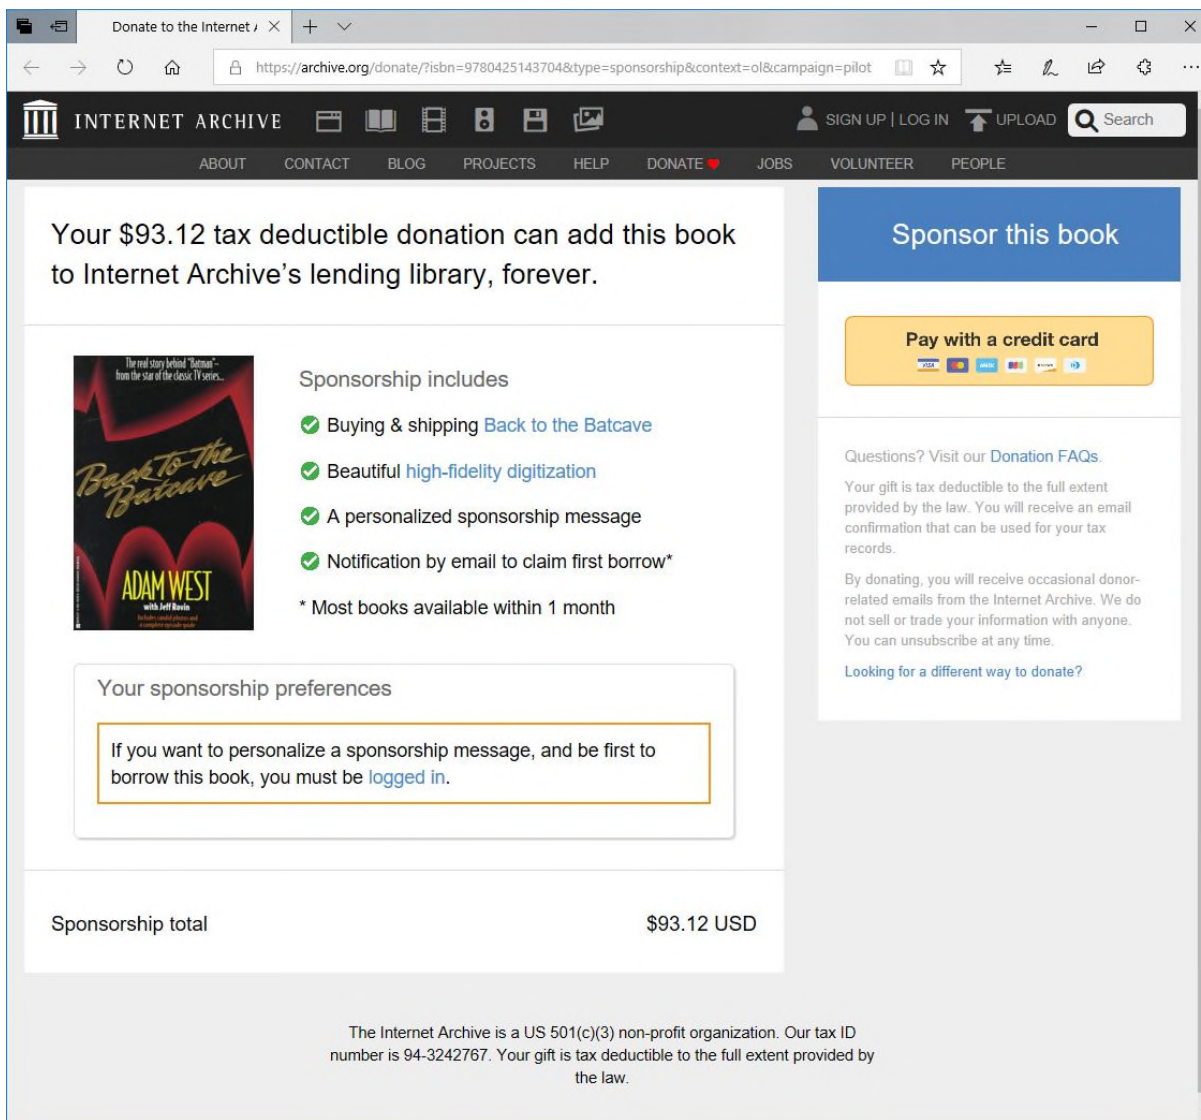 Donate to the Internet A
https://archive.org/donate/?isbn=9780425143704&type=sponsorship&context=ol&campaign=pilot
INTERNET ARCHIVE
SIGN UP | LOG IN
UPLOAD
Search
ABOUT CONTACT BLOG PROJECTS HELP DONATE JOBS VOLUNTEER PEOPLE
Your $93.12 tax deductible donation can add this book
to Internet Archive’s lending library, forever.
The real story behind "Batman"–
from the star of the classic TV series...
Back To The
Batcave
ADAM WEST
with Jeff Rovin
Includes candid photos and
a complete episode guide
Sponsorship includes
Buying & shipping Back to the Batcave
Beautiful high-fidelity digitization
A personalized sponsorship message
Notification by email to claim first borrow*
* Most books available within 1 month
Your sponsorship preferences
If you want to personalize a sponsorship message, and be first to
borrow this book, you must be logged in.
Sponsorship total
$93.12 USD
Sponsor this book
Pay with a credit card
VISA
Questions? Visit our Donation FAQs.
Your gift is tax deductible to the full extent
provided by the law. You will receive an email
confirmation that can be used for your tax
records.
By donating, you will receive occasional donor-
related emails from the Internet Archive. We do
not sell or trade your information with anyone.
You can unsubscribe at any time.
Looking for a different way to donate?
The Internet Archive is a US 501(c)(3) non-profit organization. Our tax ID
number is 94-3242767. Your gift is tax deductible to the full extent provided by
the law.